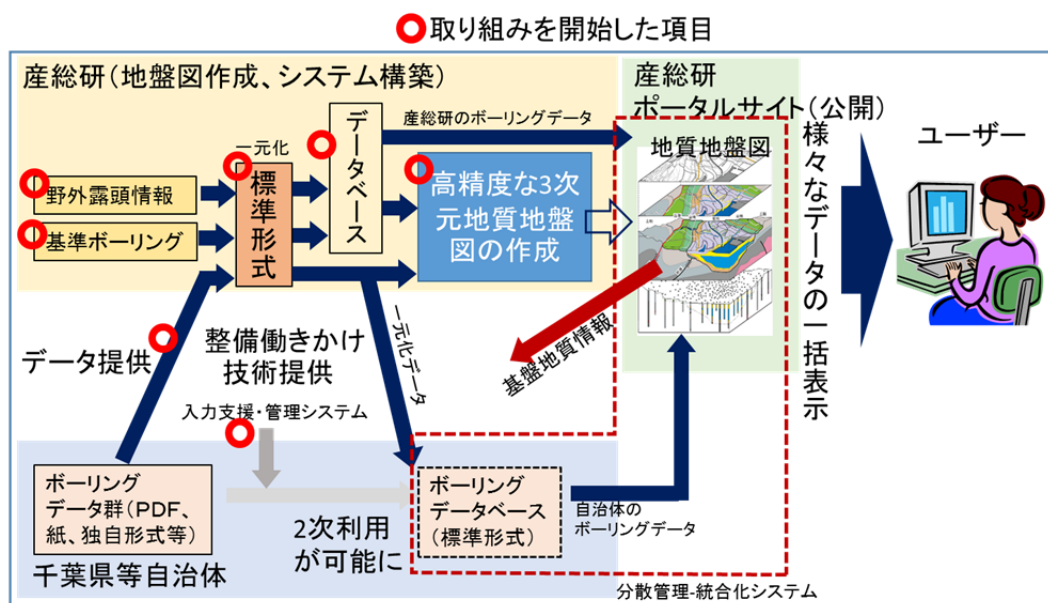 取り組みを開始した項目
産総研(地盤図作成、システム構築)
産総研
ポータルサイト(公開)
ユーザー
産総研のボーリングデータ
地質地盤図
一元化
データベース
標準形式
野外露頭情報
基準ボーリング
高精度な3次
元地質地盤
図の作成
様々なデータの一括表示
基盤地質情報
データ提供
整備働きかけ
技術提供
一元化データ
入力支援・管理システム
ボーリング
データ群(PDF、
紙、独自形式等)
2次利用
が可能に
ボーリング
データベース
(標準形式)
自治体の
ボーリングデータ
千葉県等自治体
分散管理-統合化システム